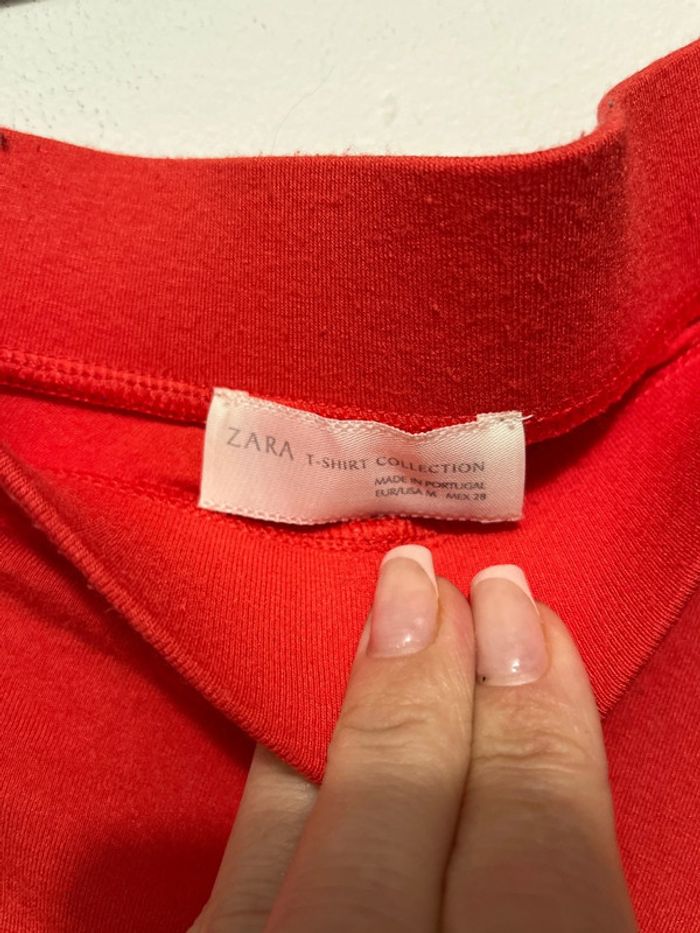 ZARA T-SHIRT COLLECTION
MADE IN PORTUGAL
EUR/USA M MEX 28